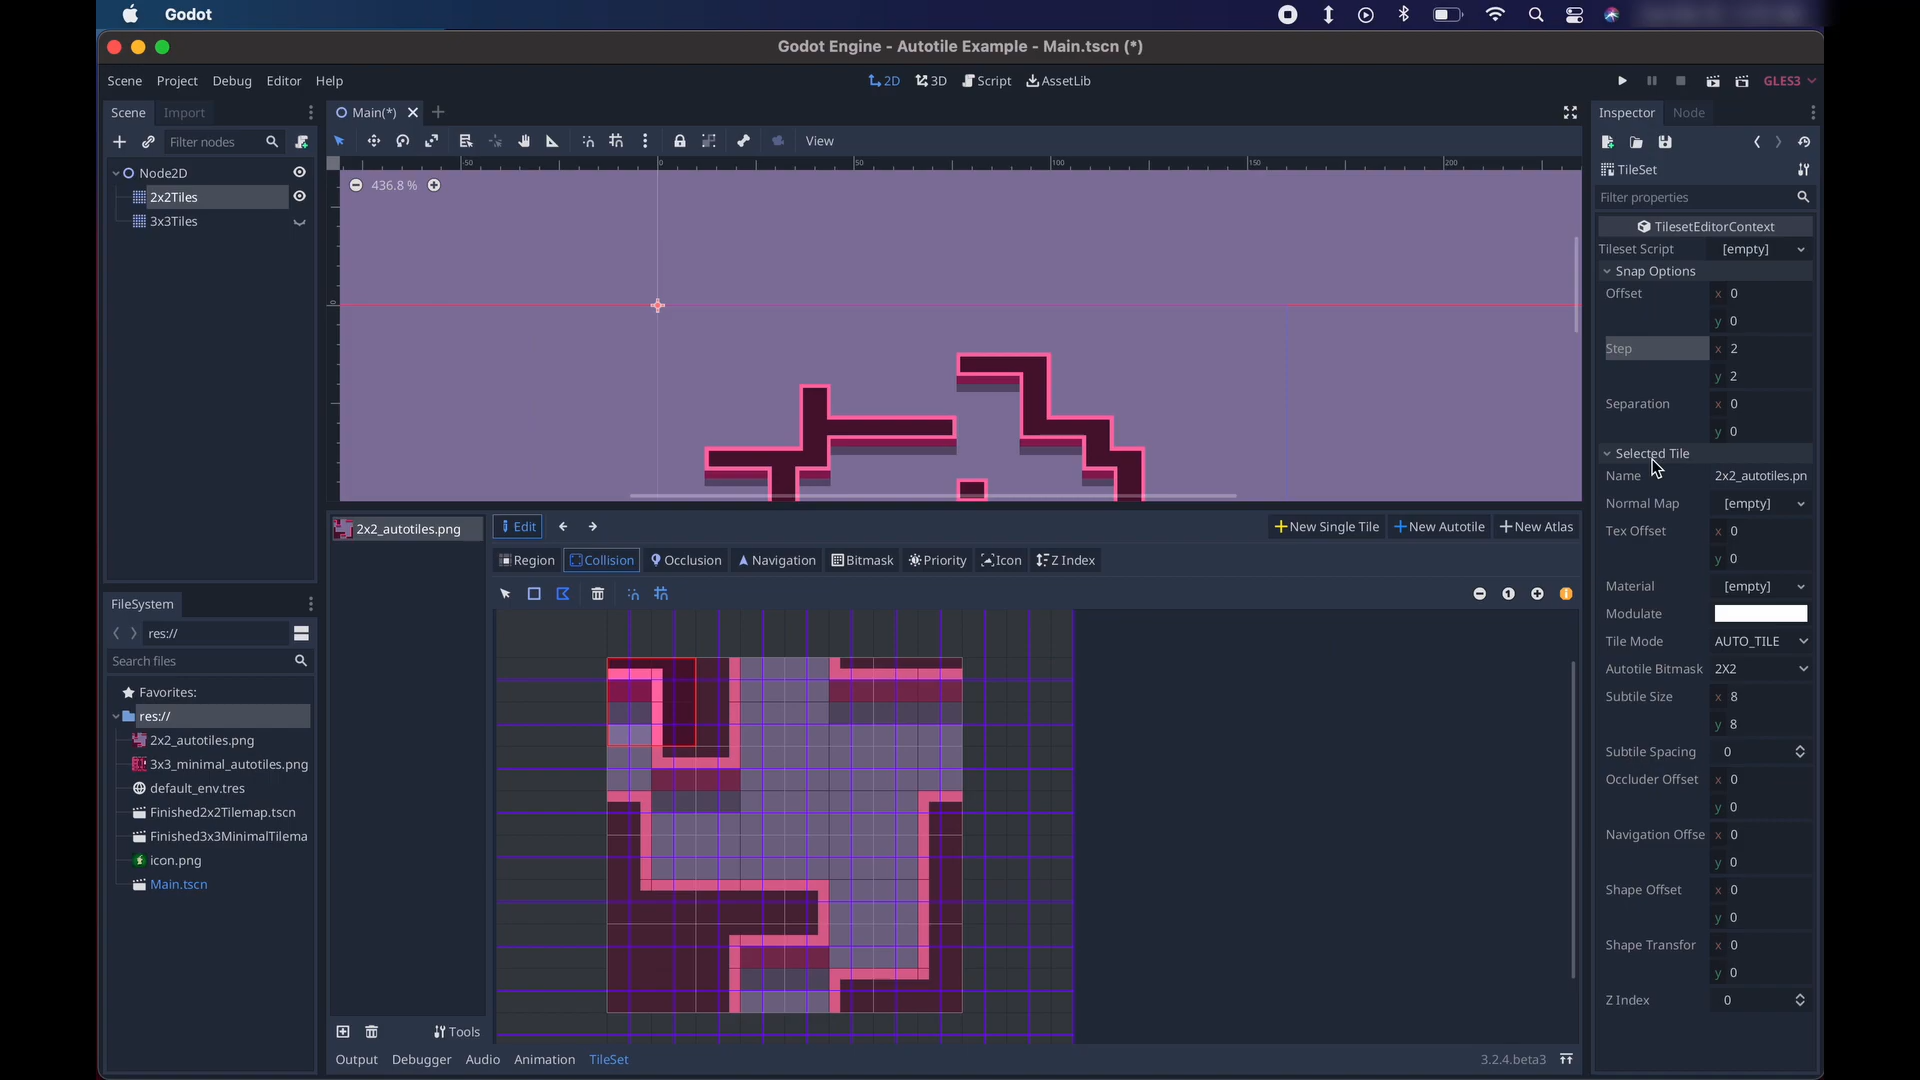 Godot
Godot Engine - Autotile Example - Main.tscn (*)
Scene Project Debug Editor Help
2D 3D Script AssetLib
GLES3
Scene Import
Main(*)
Inspector Node
Filter nodes
View
Node2D
2x2Tiles
3x3Tiles
-50 0 50 100 150 200
436.8 %
0
TileSet
Filter properties
TilesetEditorContext
Tileset Script [empty]
Snap Options
Offset x 0
y 0
Step x 2
y 2
Separation x 0
y 0
Selected Tile
Name 2x2_autotiles.pn
Normal Map [empty]
Tex Offset x 0
y 0
Material [empty]
Modulate
Tile Mode AUTO_TILE
Autotile Bitmask 2X2
Subtile Size x 8
y 8
Subtile Spacing 0
Occluder Offset x 0
y 0
Navigation Offse x 0
y 0
Shape Offset x 0
y 0
Shape Transfor x 0
y 0
Z Index 0
2x2_autotiles.png
Edit
New Single Tile New Autotile New Atlas
Region Collision Occlusion Navigation Bitmask Priority Icon Z Index
Tools
FileSystem
res://
Search files
Favorites:
res://
2x2_autotiles.png
3x3_minimal_autotiles.png
default_env.tres
Finished2x2Tilemap.tscn
Finished3x3MinimalTilema
icon.png
Main.tscn
Output Debugger Audio Animation TileSet
3.2.4.beta3